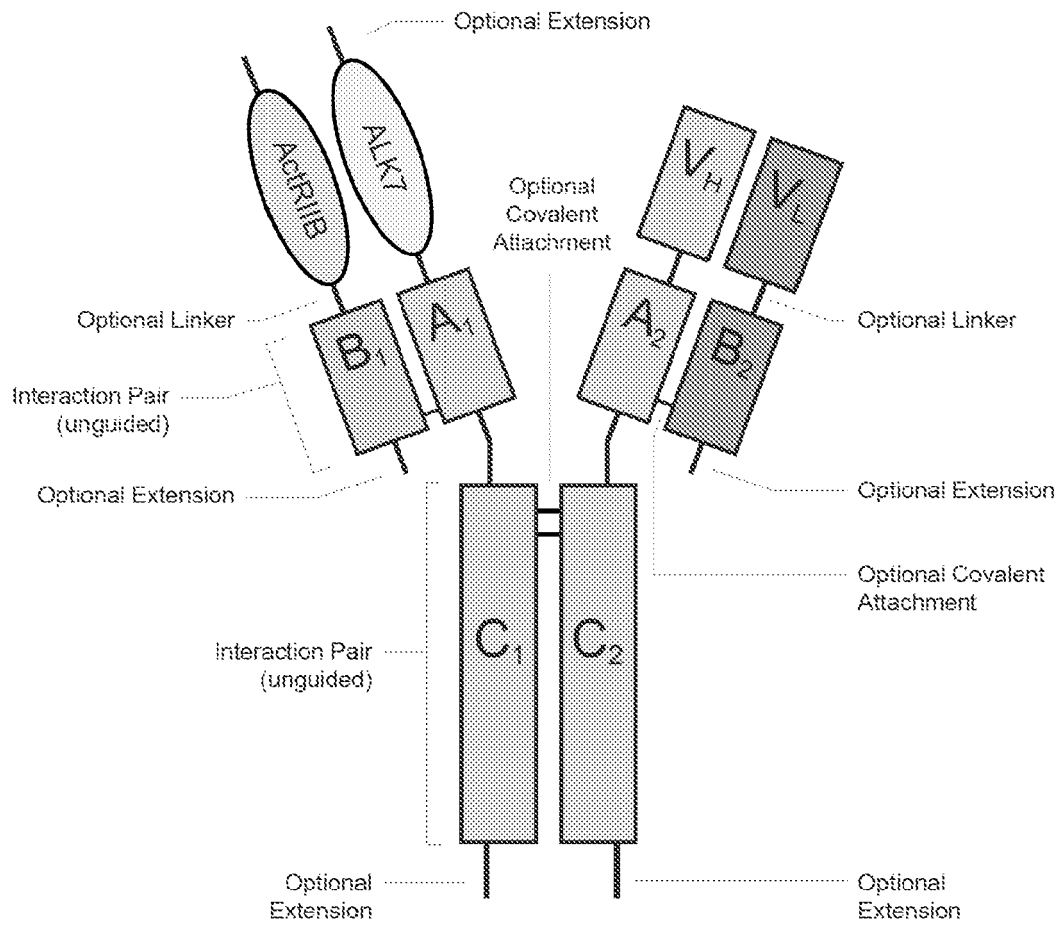 Optional Extension
ActRIIB
ALK7
Optional
Covalent
Attachment
VH
VL
Optional Linker
B1
A1
A2
B2
Optional Linker
Interaction Pair
(unguided)
Optional Extension
Optional Extension
Optional Covalent
Attachment
Interaction Pair
(unguided)
C1
C2
Optional
Extension
Optional
Extension